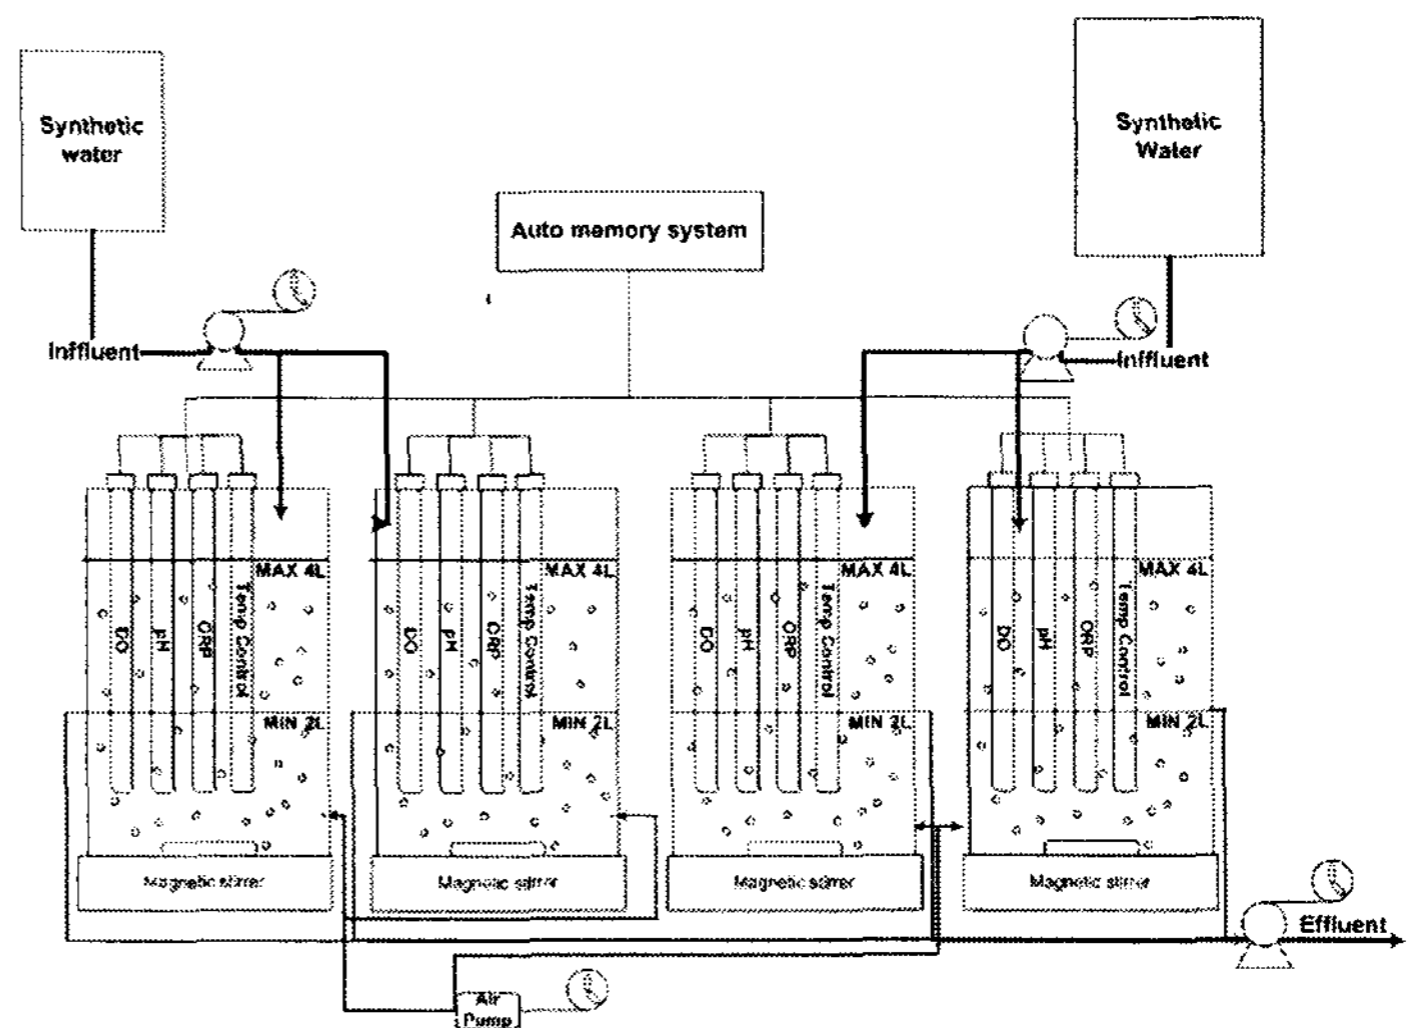 Synthetic
water
Synthetic
Water
Auto memory system
Inffluent
Inffluent
MAX 4L
MAX 4L
MAX 4L
MAX 4L
DO
pH
ORP
Temp Control
DO
pH
ORP
Temp Control
DO
pH
ORP
Temp Control
DO
pH
ORP
Temp Control
MIN 2L
MIN 2L
MIN 2L
MIN 2L
Magnetic stirrer
Magnetic stirrer
Magnetic stirrer
Magnetic stirrer
Effluent
Air
Pump